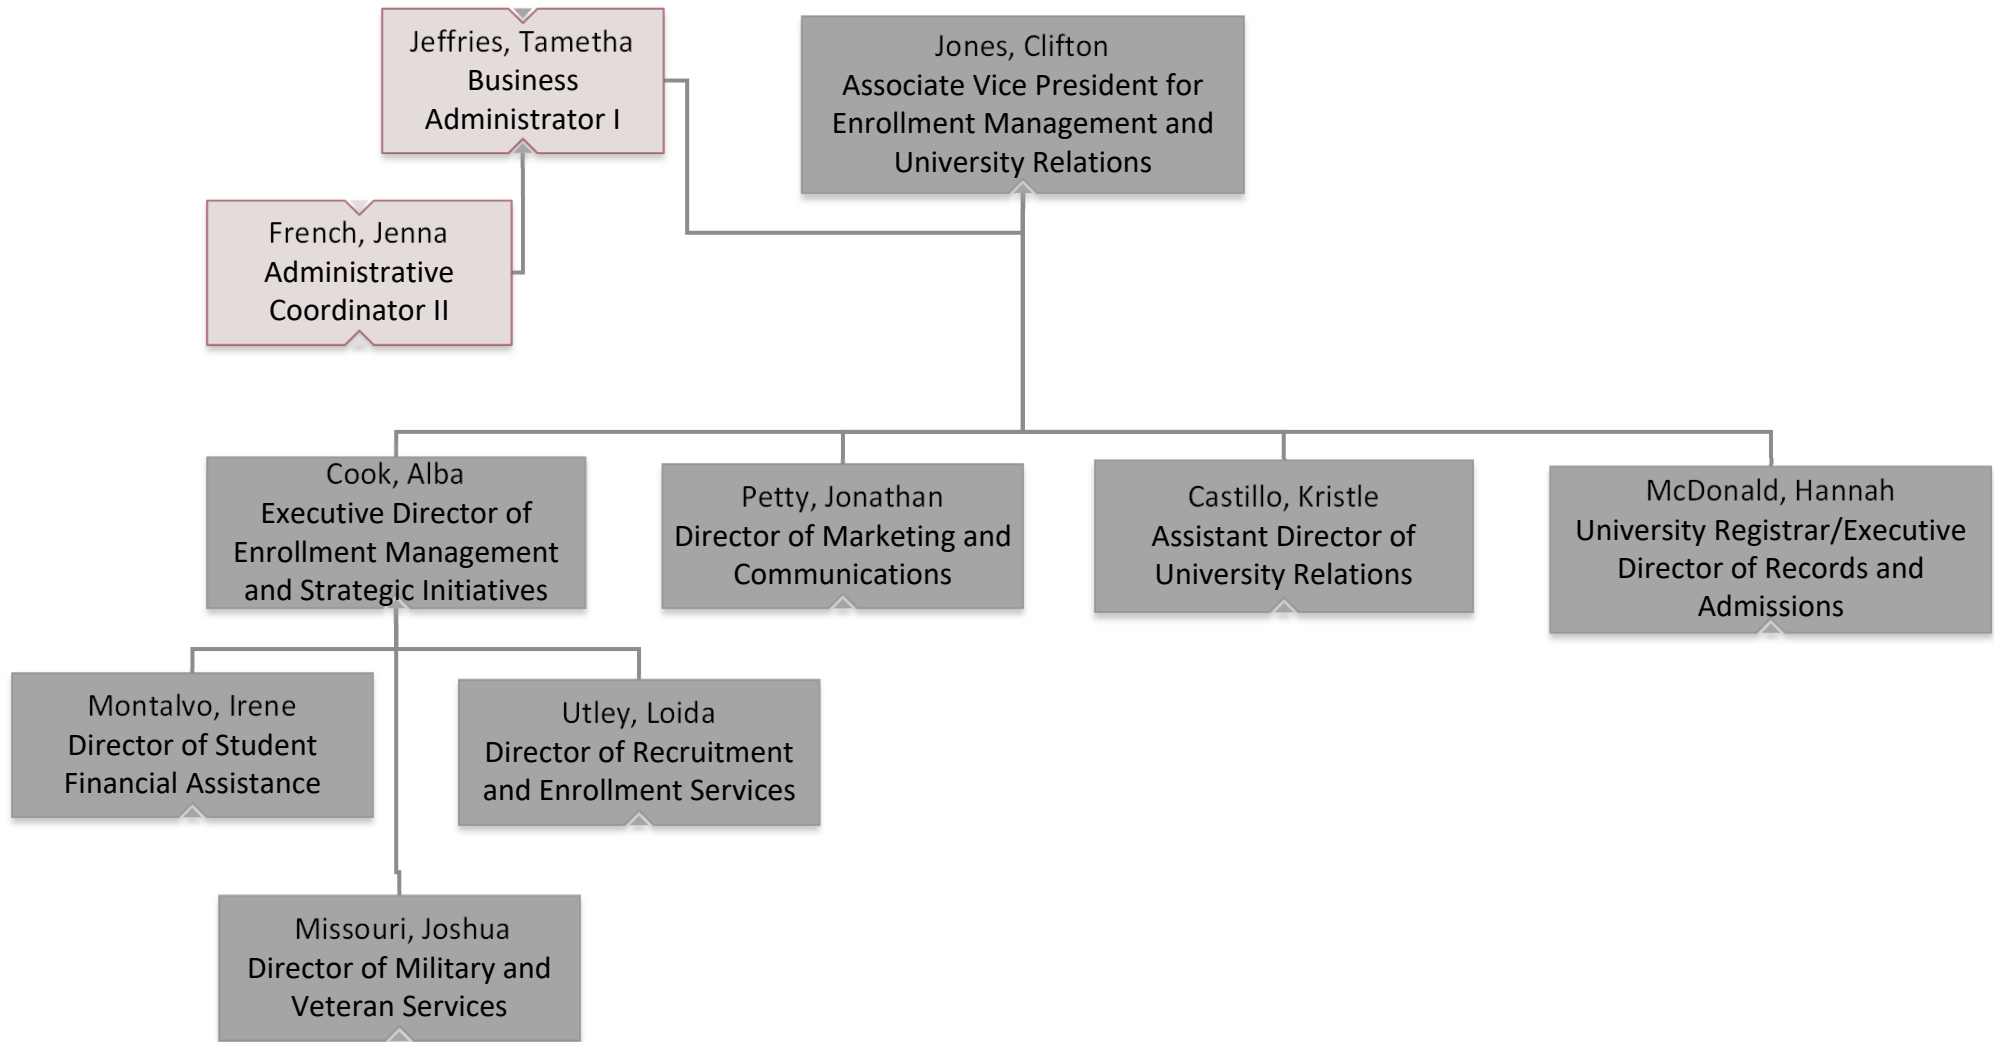 Jeffries, Tametha
Business
Administrator I
Jones, Clifton
Associate Vice President for
Enrollment Management and
University Relations
French, Jenna
Administrative
Coordinator II
Cook, Alba
Executive Director of
Enrollment Management
and Strategic Initiatives
Petty, Jonathan
Director of Marketing and
Communications
Castillo, Kristle
Assistant Director of
University Relations
McDonald, Hannah
University Registrar/Executive
Director of Records and
Admissions
Montalvo, Irene
Director of Student
Financial Assistance
Utley, Loida
Director of Recruitment
and Enrollment Services
Missouri, Joshua
Director of Military and
Veteran Services